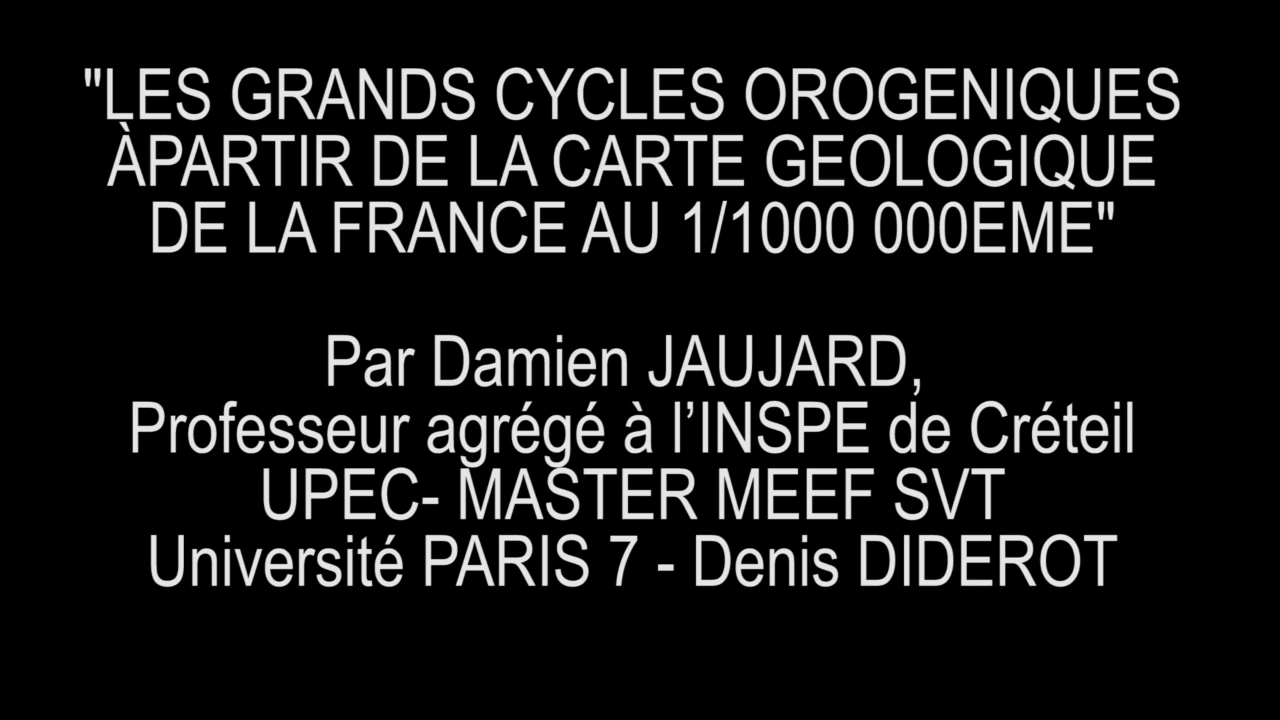 "LES GRANDS CYCLES OROGENIQUES
ÀPARTIR DE LA CARTE GEOLOGIQUE
DE LA FRANCE AU 1/1000 000EME"
Par Damien JAUJARD,
Professeur agrégé à l’INSPE de Créteil
UPEC- MASTER MEEF SVT
Université PARIS 7 - Denis DIDEROT